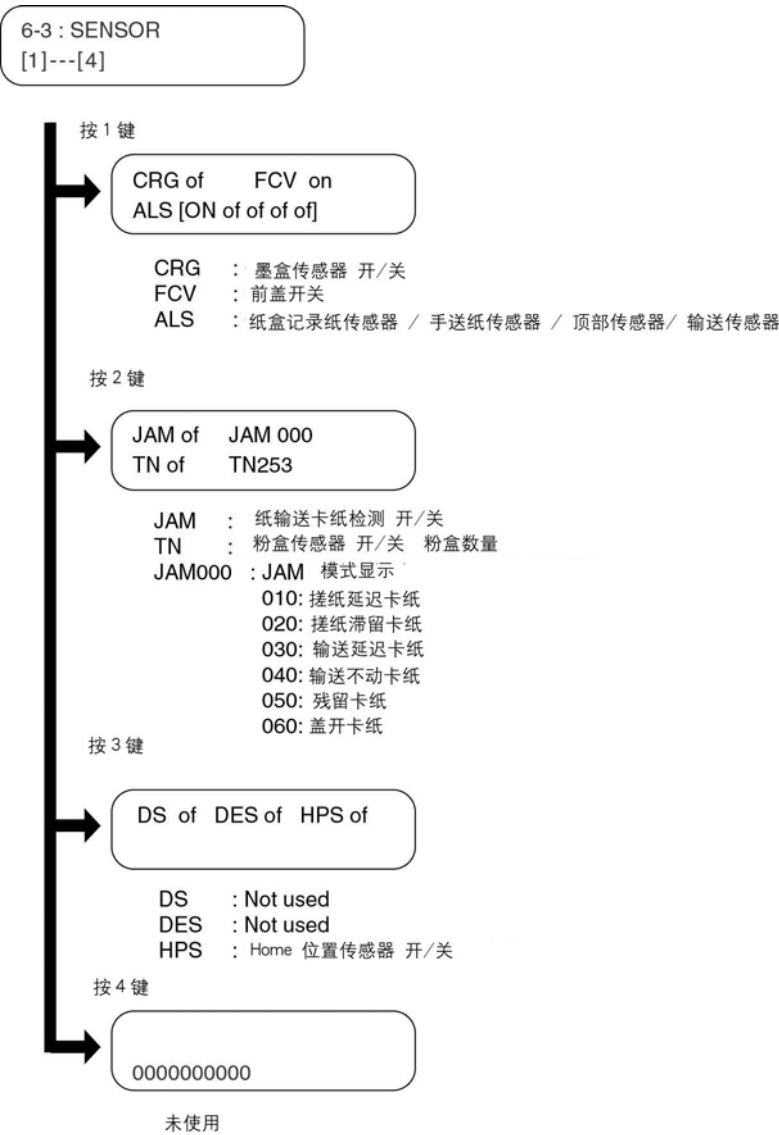 6-3 : SENSOR
[1]---[4]
按 1 键
CRG of FCV on
ALS [ON of of of of]
CRG : 墨盒传感器 开/关
FCV : 前盖开关
ALS : 纸盒记录纸传感器 / 手送纸传感器 / 顶部传感器/ 输送传感器
按 2 键
JAM of JAM 000
TN of TN253
JAM : 纸输送卡纸检测 开/关
TN : 粉盒传感器 开/关 粉盒数量
JAM000 : JAM 模式显示
010: 搓纸延迟卡纸
020: 搓纸滞留卡纸
030: 输送延迟卡纸
040: 输送不动卡纸
050: 残留卡纸
060: 盖开卡纸
按 3 键
DS of DES of HPS of
DS : Not used
DES : Not used
HPS : Home 位置传感器 开/关
按 4 键
0000000000
未使用